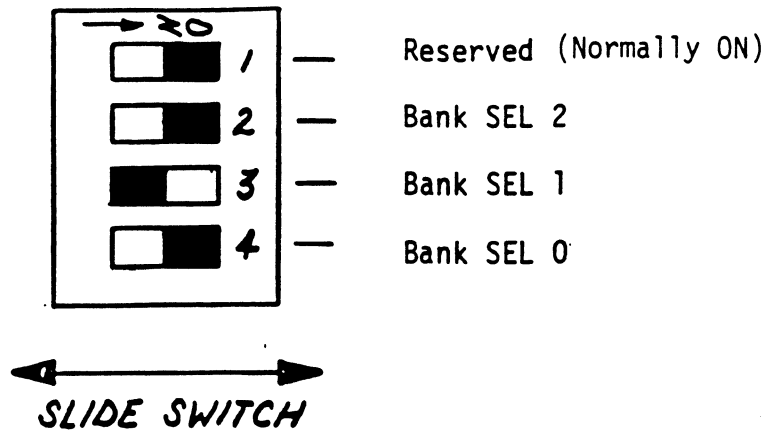 → ON
1 — Reserved (Normally ON)
2 — Bank SEL 2
3 — Bank SEL 1
4 — Bank SEL 0
SLIDE SWITCH